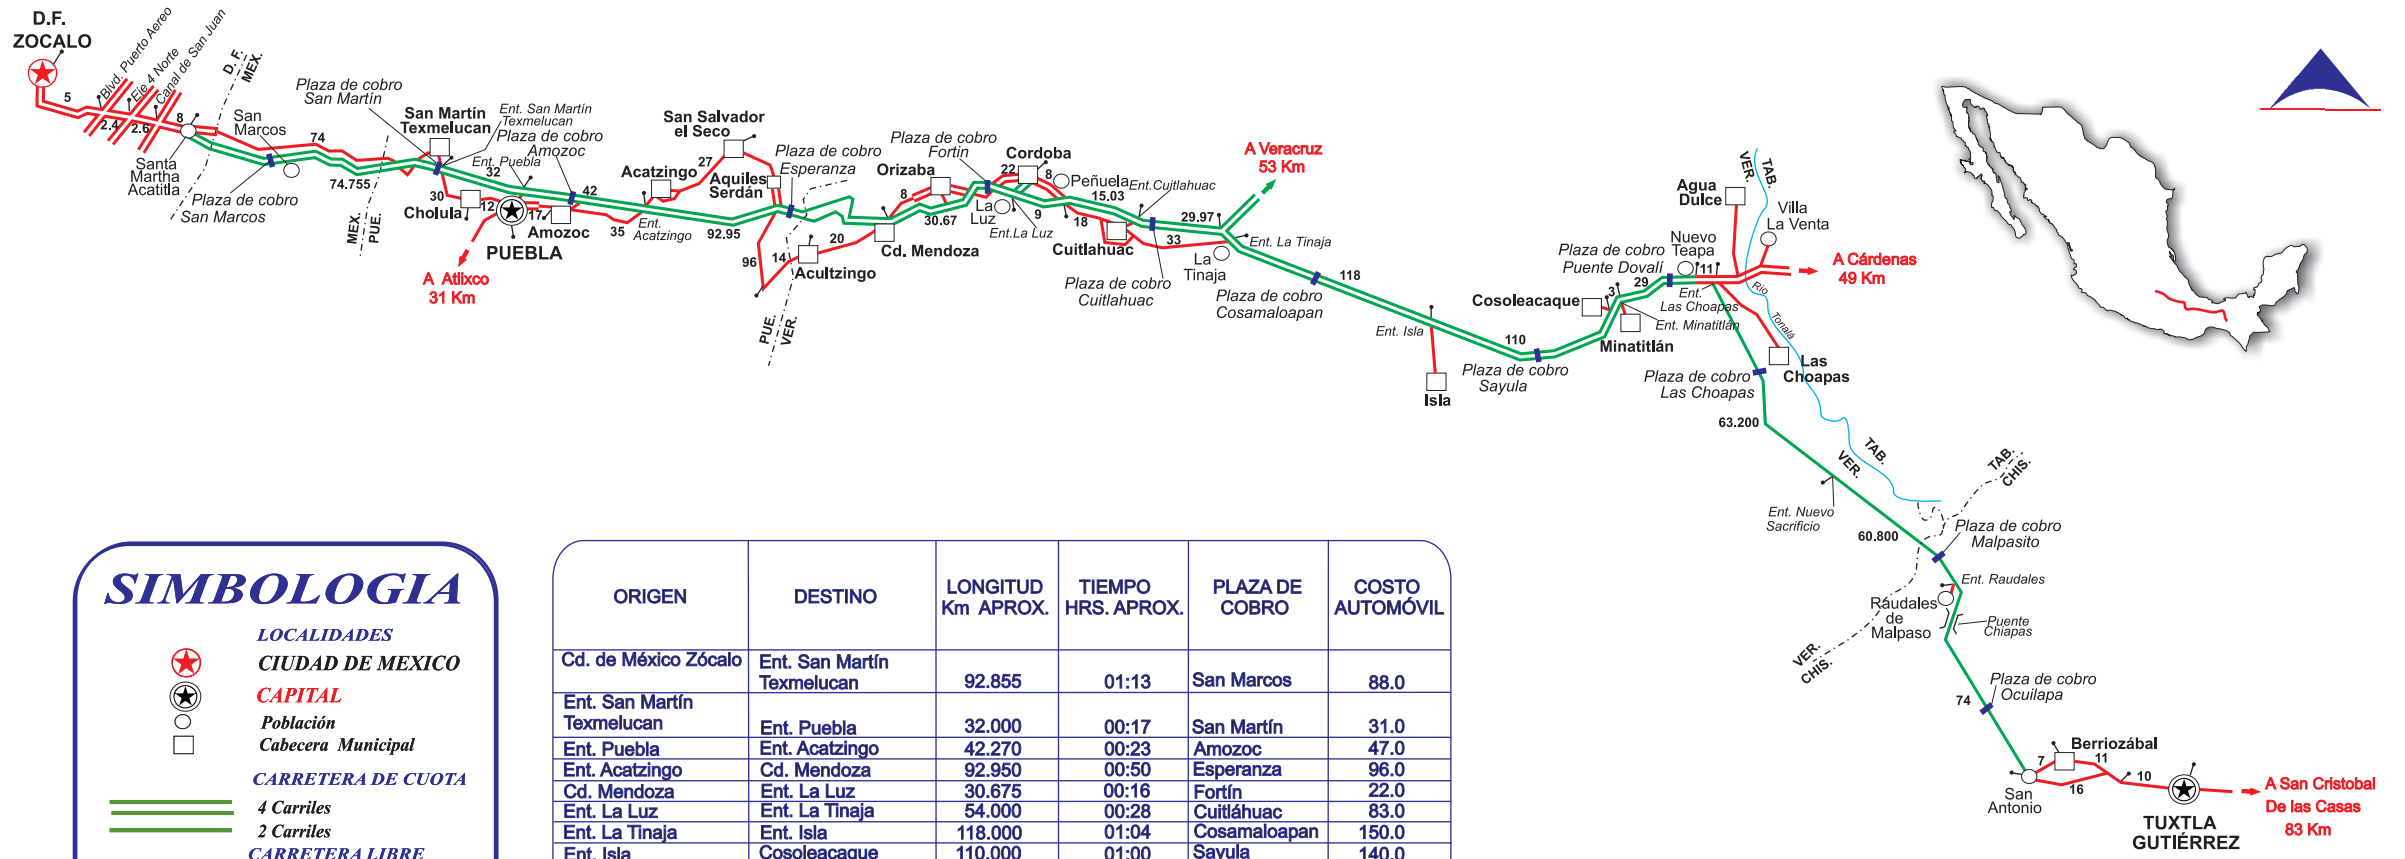 D.F.
ZOCALO
5
Blvd. Puerto Aereo
Eje 4 Norte
Canal de San Juan
2.4
2.6
8
D. F.
MEX.
Santa
Martha
Acatitla
San
Marcos
Plaza de cobro
San Marcos
74
74.755
MEX.
PUE.
Plaza de cobro
San Martín
San Martín
Texmelucan
Ent. San Martín
Texmelucan
Plaza de cobro
Amozoc
Ent. Puebla
32
30
Cholula
12
17
Amozoc
PUEBLA
A Atlixco
31 Km
42
35
Ent.
Acatzingo
Acatzingo
27
San Salvador
el Seco
Aquiles
Serdán
92.95
96
Plaza de cobro
Esperanza
PUE.
VER.
14
Acultzingo
20
Cd. Mendoza
8
Orizaba
30.67
Plaza de cobro
Fortín
La
Luz
Ent.La Luz
22
Cordoba
8
Peñuela
9
15.03
Ent.Cujtlahuac
18
Cuitlahuac
33
Plaza de cobro
Cuitlahuac
29.97
A Veracruz
53 Km
Ent. La Tinaja
La
Tinaja
Plaza de cobro
Cosamaloapan
118
Ent. Isla
Isla
110
Plaza de cobro
Sayula
Cosoleacaque
3
Minatitlán
Ent. Minatitlán
29
Plaza de cobro
Puente Dovalí
Nuevo
Teapa
11
Ent.
Las Choapas
Agua
Dulce
VER.
TAB.
Villa
La Venta
A Cárdenas
49 Km
Rio
Tonalá
Las
Choapas
Plaza de cobro
Las Choapas
63.200
VER.
TAB.
Ent. Nuevo
Sacrificio
60.800
TAB.
CHIS.
Plaza de cobro
Malpasito
Ent. Raudales
Raudales
de
Malpaso
Puente
Chiapas
VER.
CHIS.
Plaza de cobro
Ocuilapa
74
San
Antonio
7
Berriozábal
11
16
10
TUXTLA
GUTIÉRREZ
A San Cristobal
De las Casas
83 Km
SIMBOLOGIA
LOCALIDADES
CIUDAD DE MEXICO
CAPITAL
Población
Cabecera Municipal
CARRETERA DE CUOTA
4 Carriles
2 Carriles
CARRETERA LIBRE
ORIGEN DESTINO LONGITUD Km APROX. TIEMPO HRS. APROX. PLAZA DE COBRO COSTO AUTOMÓVIL
Cd. de México Zócalo Ent. San Martín Texmelucan 92.855 01:13 San Marcos 88.0
Ent. San Martín Texmelucan Ent. Puebla 32.000 00:17 San Martín 31.0
Ent. Puebla Ent. Acatzingo 42.270 00:23 Amozoc 47.0
Ent. Acatzingo Cd. Mendoza 92.950 00:50 Esperanza 96.0
Cd. Mendoza Ent. La Luz 30.675 00:16 Fortín 22.0
Ent. La Luz Ent. La Tinaja 54.000 00:28 Cuitláhuac 83.0
Ent. La Tinaja Ent. Isla 118.000 01:04 Cosamaloapan 150.0
Ent. Isla Cosoleacaque 110.000 01:00 Sayula 140.0